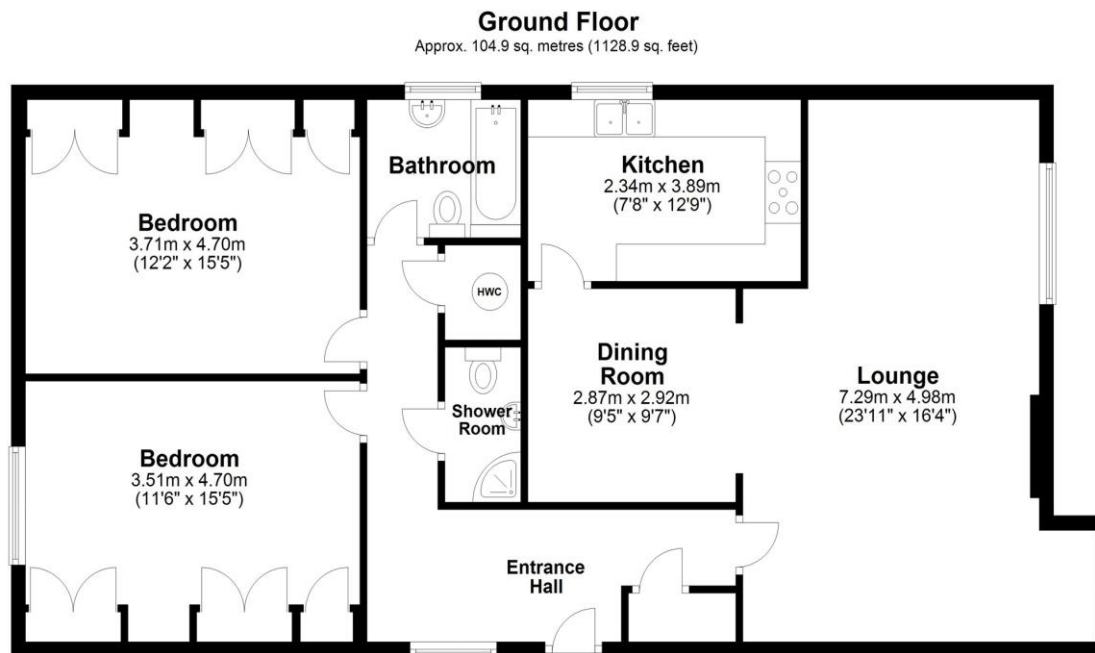 Ground Floor
Approx. 104.9 sq. metres (1128.9 sq. feet)
Bathroom
Kitchen
2.34m x 3.89m
(7'8" x 12'9")
Bedroom
3.71m x 4.70m
(12'2" x 15'5")
HWC
Dining
Room
2.87m x 2.92m
(9'5" x 9'7")
Lounge
7.29m x 4.98m
(23'11" x 16'4")
Shower
Room
Bedroom
3.51m x 4.70m
(11'6" x 15'5")
Entrance
Hall